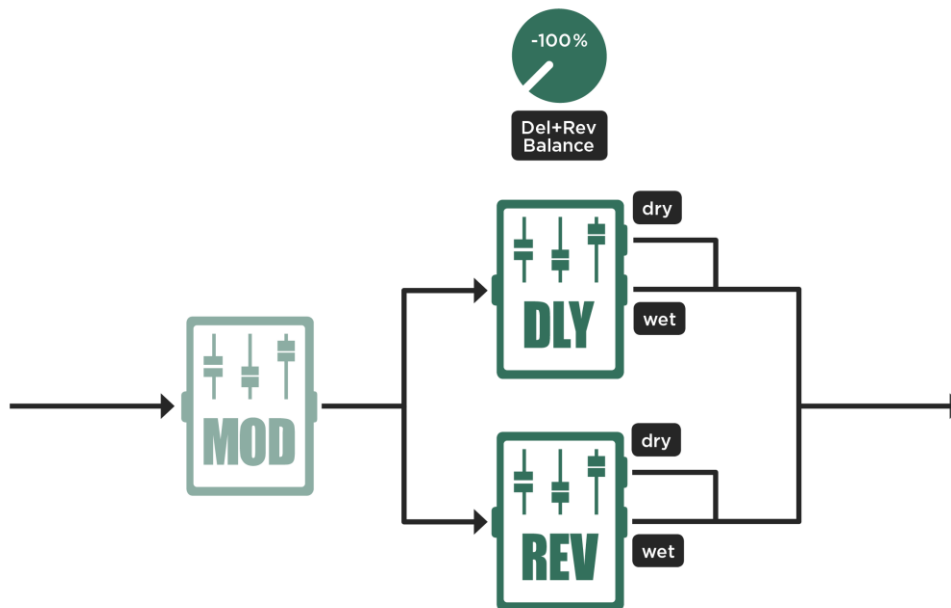 -100%
Del+Rev
Balance
dry
DLY
wet
MOD
dry
REV
wet